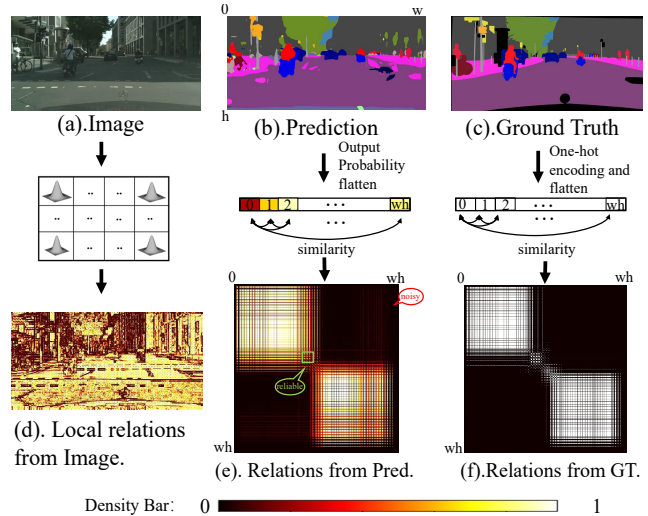 0 w
h
(a).Image
(b).Prediction
(c).Ground Truth
Output
Probability
flatten
One-hot
encoding and
flatten
.. ..
.. .. .. ..
.. ..
0 1 2 ... wh
...
similarity
0 1 2 ... wh
...
similarity
0 wh
noisy
reliable
wh
0 wh
wh
(d). Local relations
from Image.
(e). Relations from Pred.
(f).Relations from GT.
Density Bar: 0 1